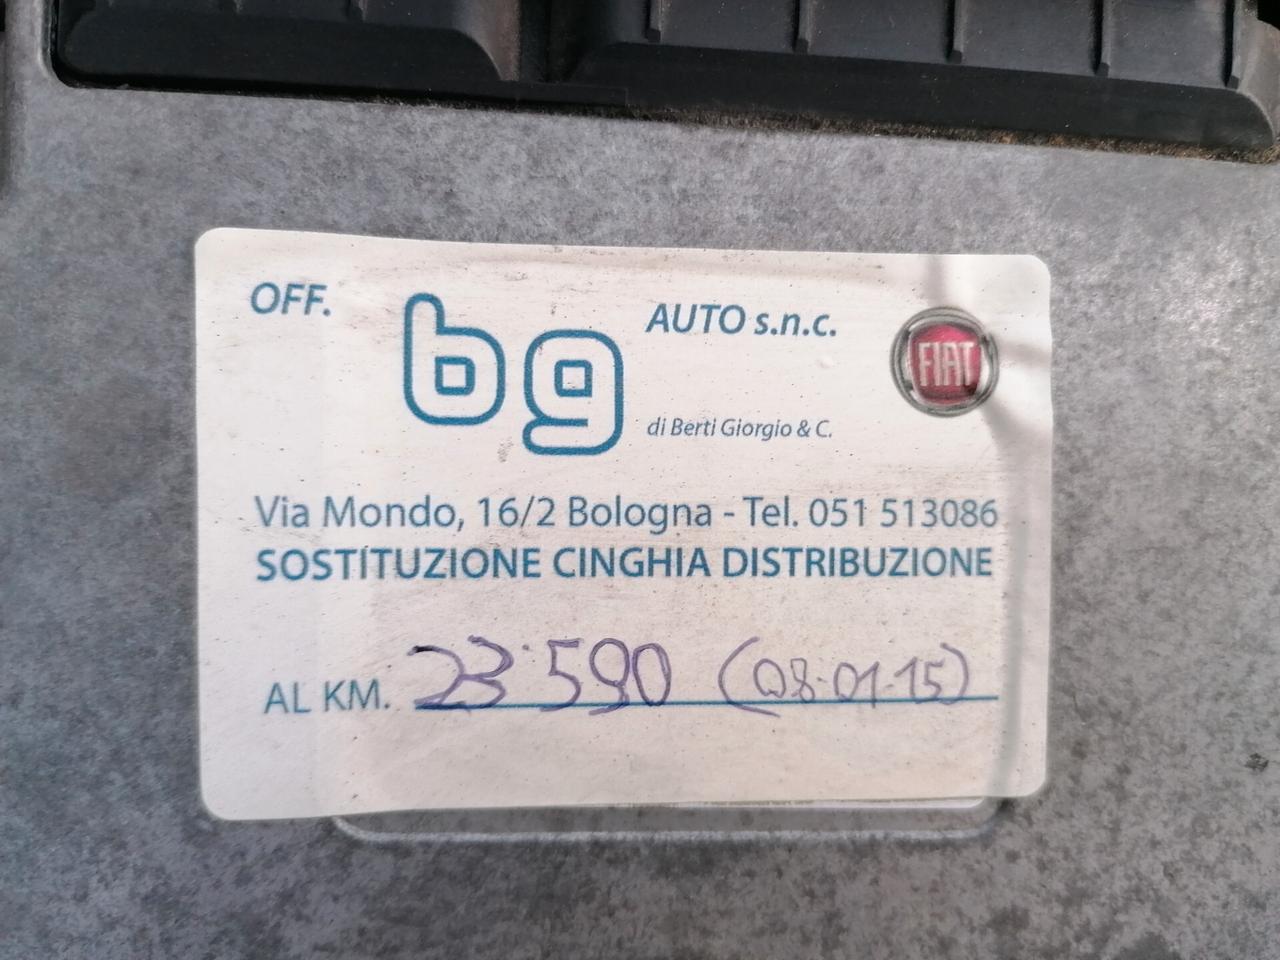 OFF. bg AUTO s.n.c.
FIAT
di Berti Giorgio & C.
Via Mondo, 16/2 Bologna - Tel. 051 513086
SOSTITUZIONE CINGHIA DISTRIBUZIONE
AL KM. 23.590 (08-01-15)